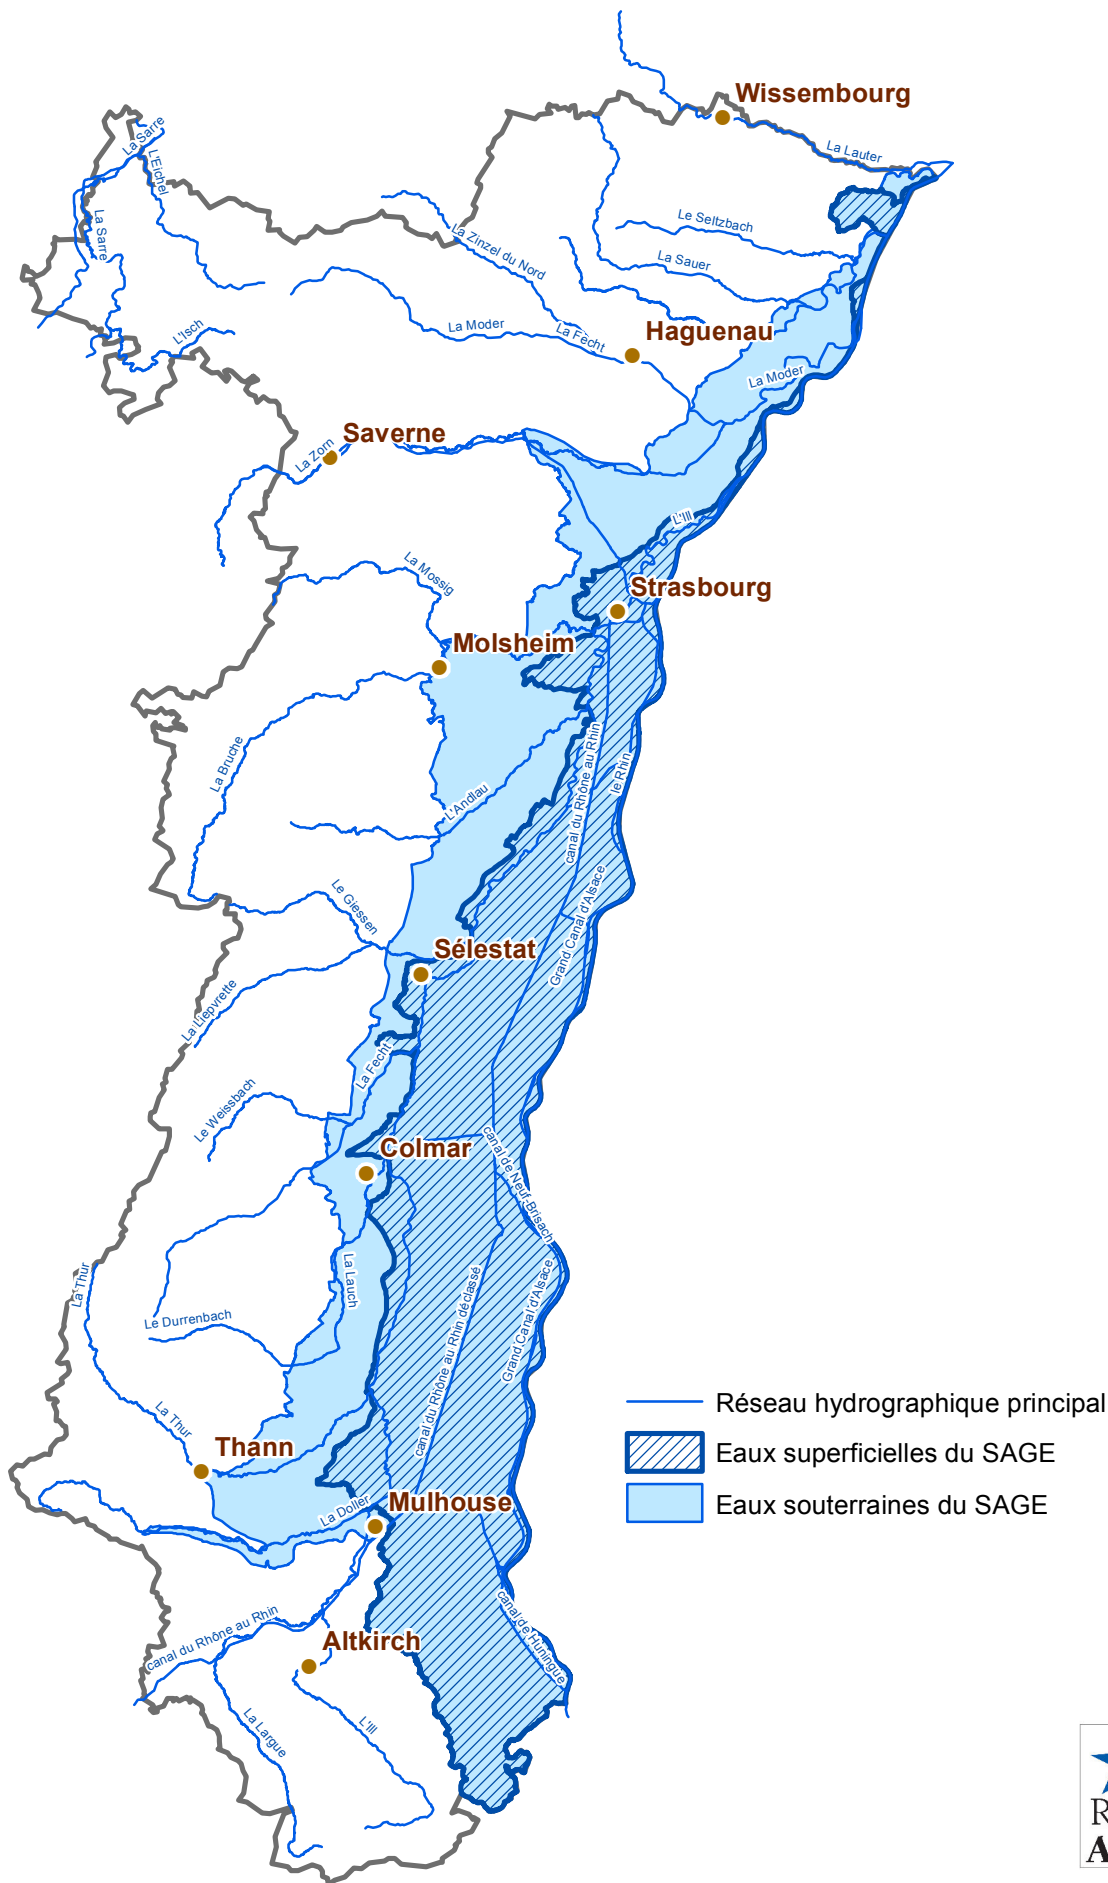 Wissembourg
La Lauter
La Sarre
L'Eichel
La Sarre
Le Seltzbach
La Zinzel du Nord
La Sauer
L'Isch
La Moder
La Fecht
Haguenau
La Moder
Saverne
La Zorn
L'Ill
La Mossig
Strasbourg
Molsheim
La Bruche
canal du Rhône au Rhin
le Rhin
L'Andlau
Le Giessen
Grand Canal d'Alsace
Sélestat
La Liepvrette
La Fecht
Le Weissbach
Colmar
canal de Neuf-Brisach
La Lauch
La Thur
Le Durrenbach
canal du Rhône au Rhin déclassé
Grand Canal d'Alsace
Réseau hydrographique principal
La Thur
Thann
Eaux superficielles du SAGE
La Doller
Mulhouse
Eaux souterraines du SAGE
canal du Rhône au Rhin
Altkirch
canal de Huningue
La Largue
L'Ill
R
A